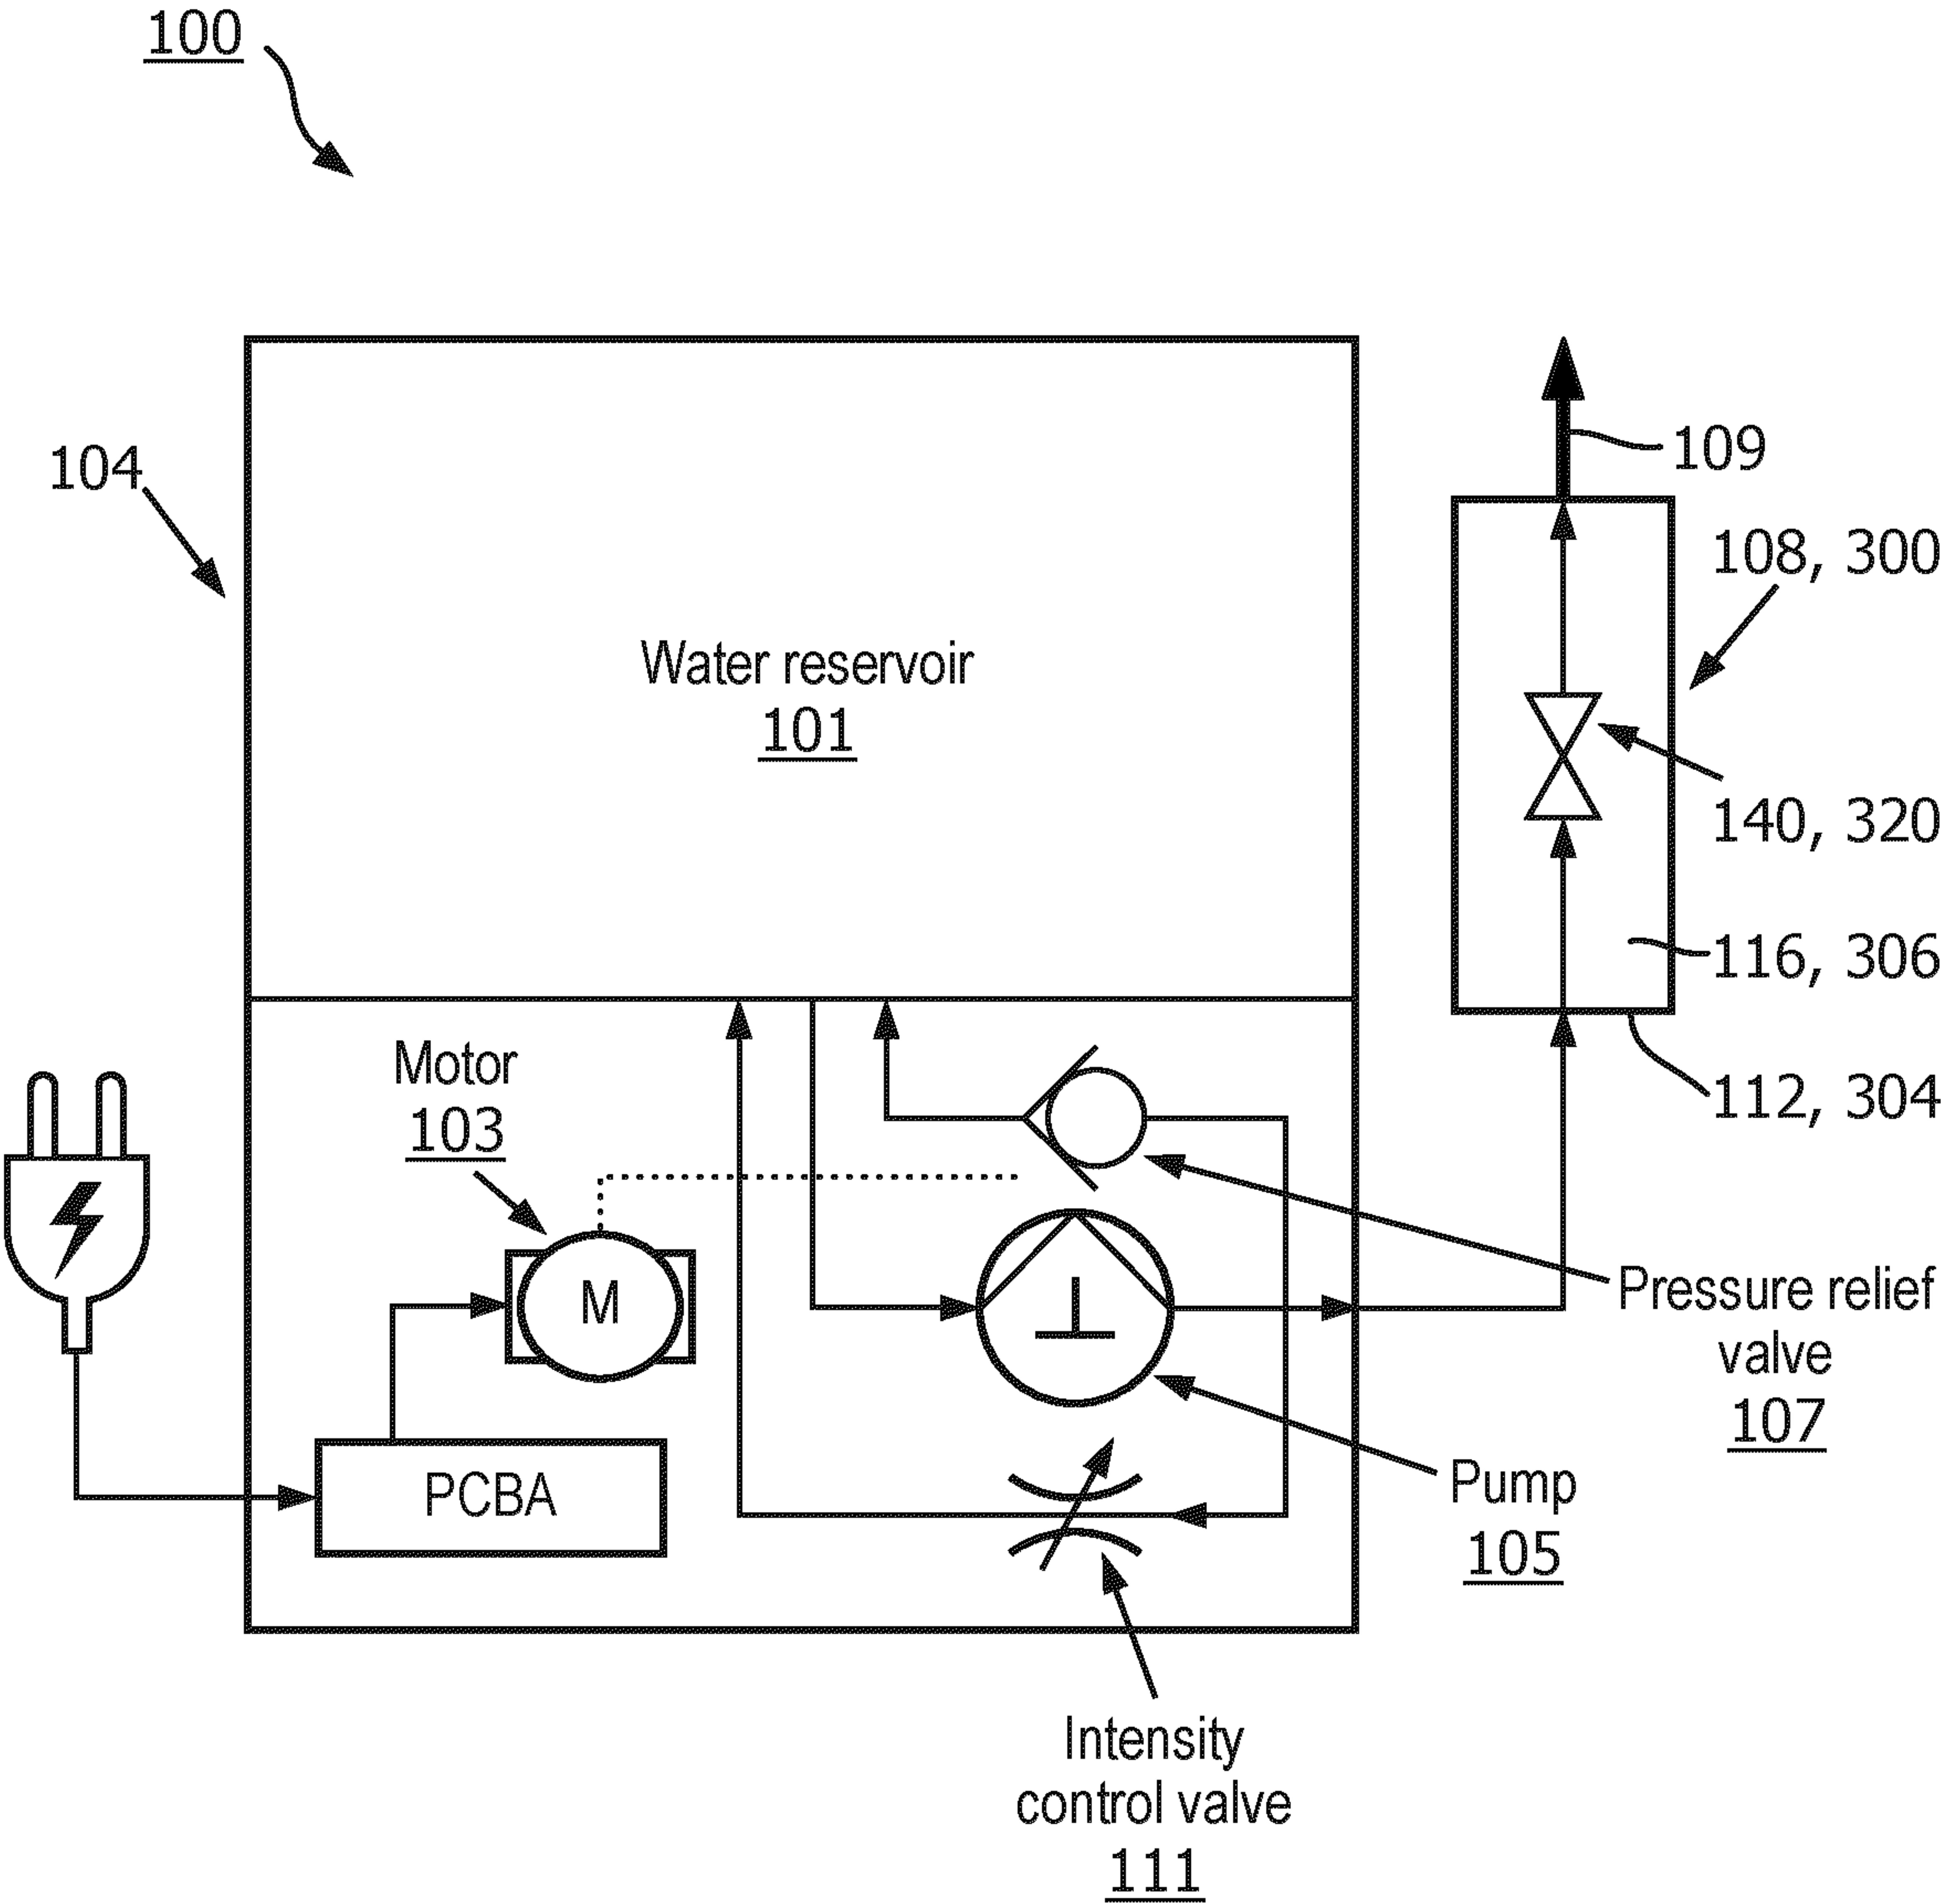 100
104
109
108, 300
Water reservoir
101
140, 320
116, 306
112, 304
Motor
103
M
Pressure relief
valve
107
PCBA
Pump
105
Intensity
control valve
111